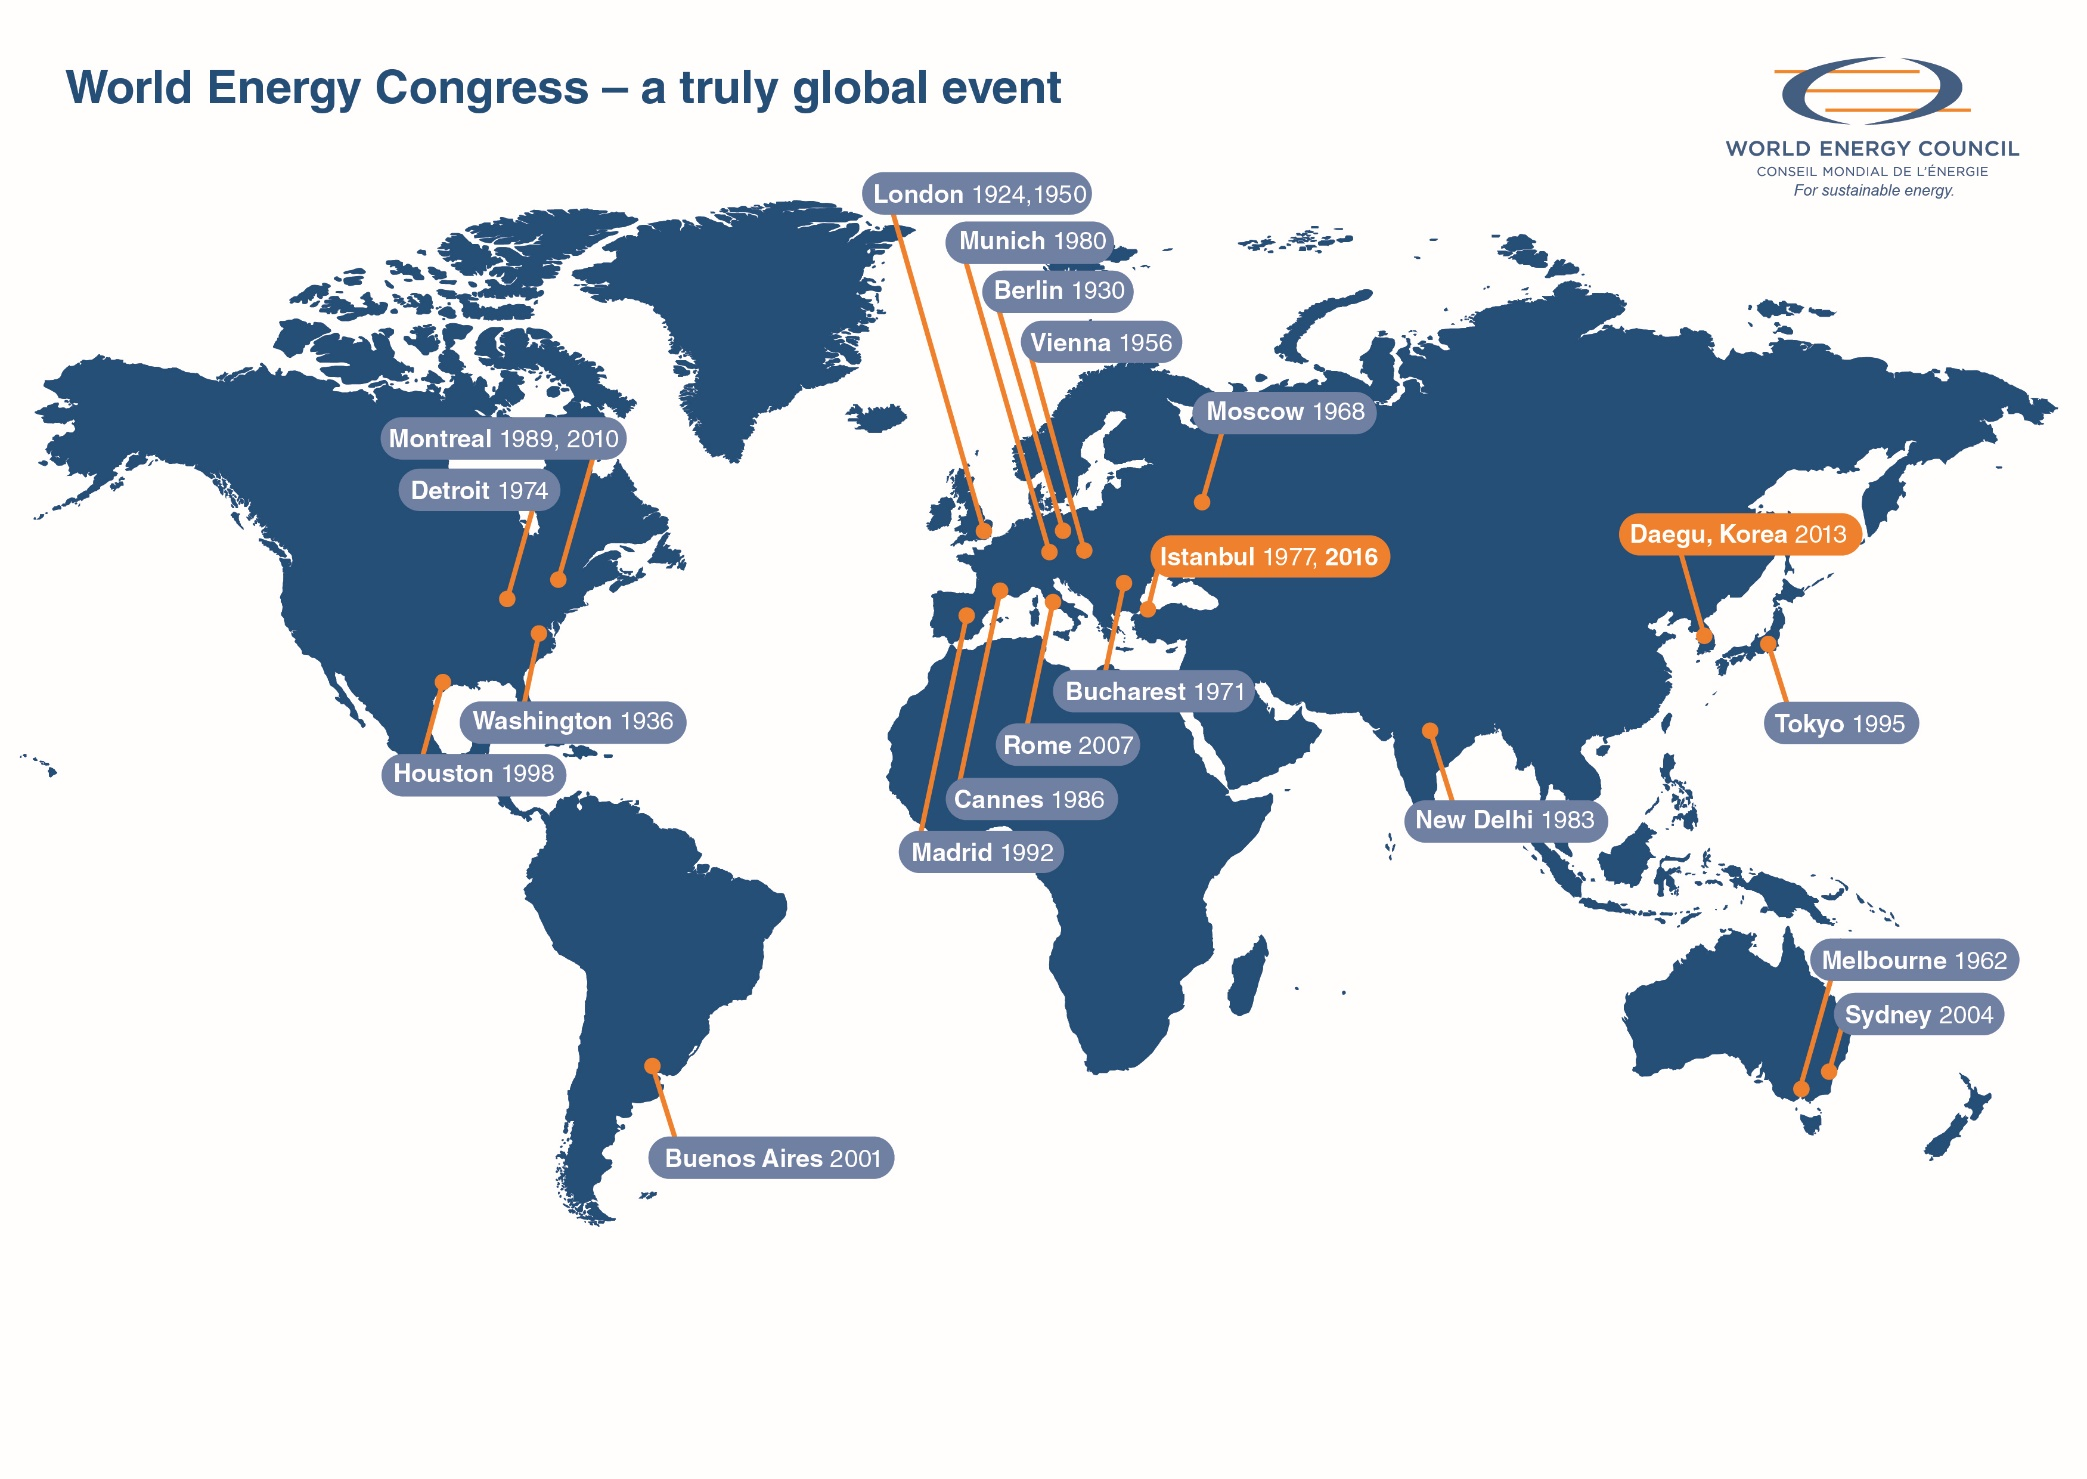 World Energy Congress – a truly global event
WORLD ENERGY COUNCIL
CONSEIL MONDIAL DE L'ÉNERGIE
For sustainable energy.
London 1924,1950
Munich 1980
Berlin 1930
Vienna 1956
Moscow 1968
Montreal 1989, 2010
Detroit 1974
Daegu, Korea 2013
Istanbul 1977, 2016
Bucharest 1971
Washington 1936
Tokyo 1995
Rome 2007
Houston 1998
Cannes 1986
New Delhi 1983
Madrid 1992
Melbourne 1962
Sydney 2004
Buenos Aires 2001